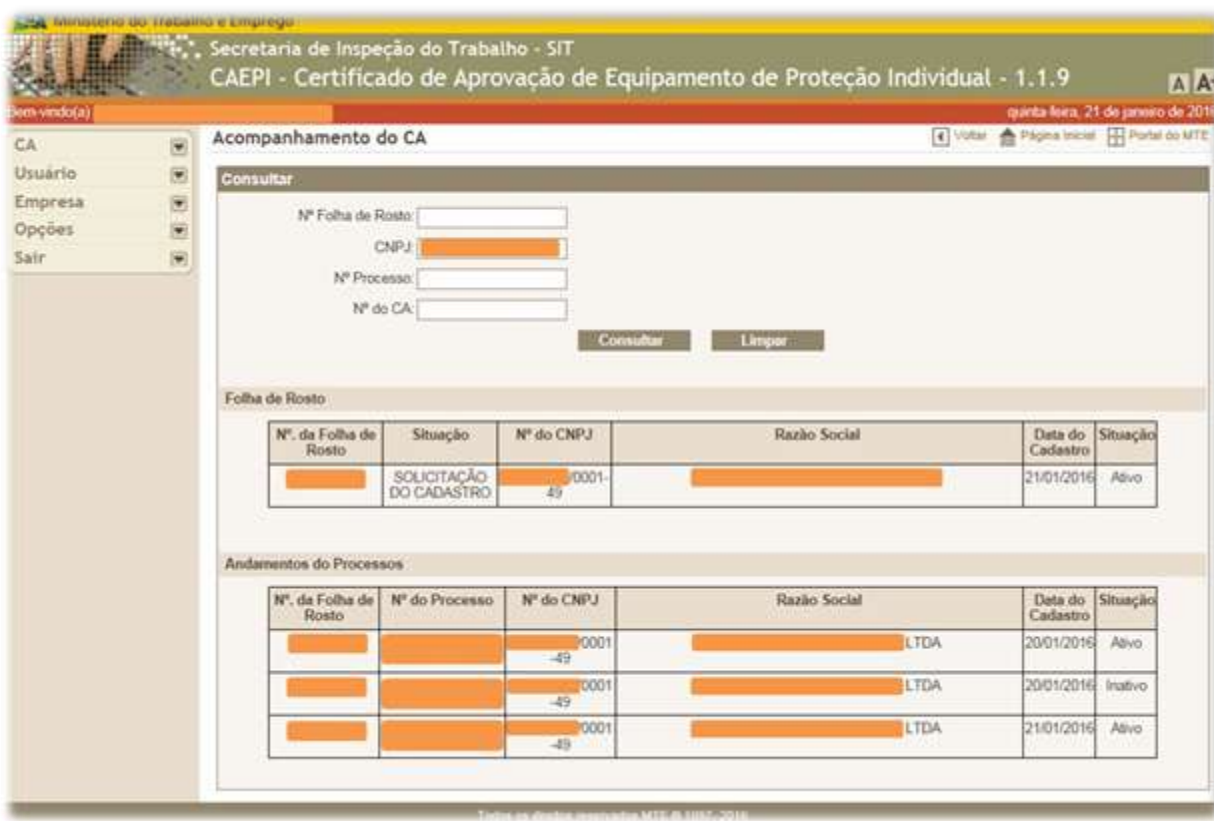 Ministério do Trabalho e Emprego
Secretaria de Inspeção do Trabalho - SIT
CAEPI - Certificado de Aprovação de Equipamento de Proteção Individual - 1.1.9
A A
Bem-vindo(a)
quinta-feira, 21 de janeiro de 201
CA
Usuário
Empresa
Opções
Sair
Acompanhamento do CA
Voltar Página Inicial Portal do MTE
Consultar
Nº Folha de Rosto:
CNPJ:
Nº Processo:
Nº do CA:
Consultar Limpar
Folha de Rosto
Nº. da Folha de Rosto Situação Nº do CNPJ Razão Social Data do Cadastro Situação
SOLICITAÇÃO DO CADASTRO /0001-49 21/01/2016 Ativo
Andamentos do Processos
Nº. da Folha de Rosto Nº do Processo Nº do CNPJ Razão Social Data do Cadastro Situação
/0001-49 LTDA 20/01/2016 Ativo
/0001-49 LTDA 20/01/2016 Inativo
/0001-49 LTDA 21/01/2016 Ativo
Todos os direitos reservados MTE